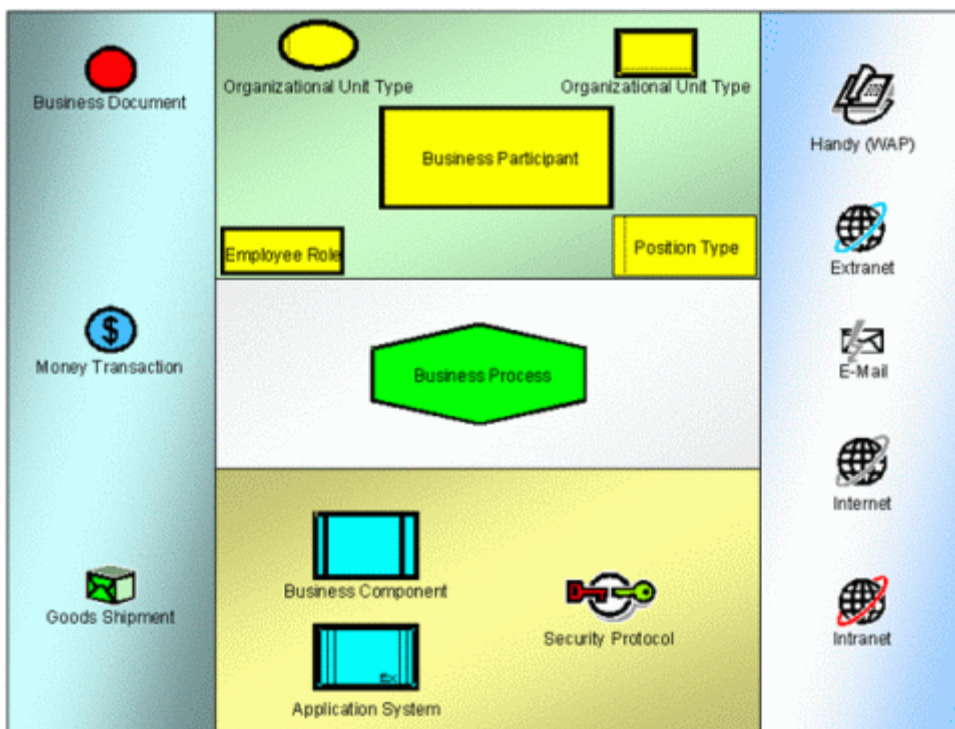 Business Document
Money Transaction
Goods Shipment
Organizational Unit Type
Organizational Unit Type
Business Participant
Employee Role
Position Type
Business Process
Business Component
Ex
Application System
Security Protocol
Handy (WAP)
Extranet
E-Mail
Internet
Intranet
$